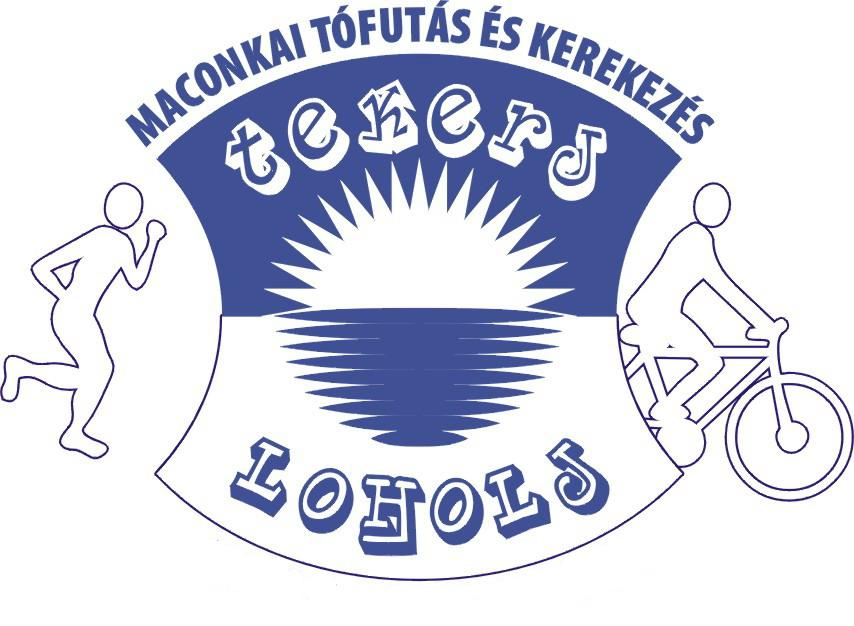 MACONKAI TÓFUTÁS ÉS KEREKEZÉS
tekerj
LOHOLJ